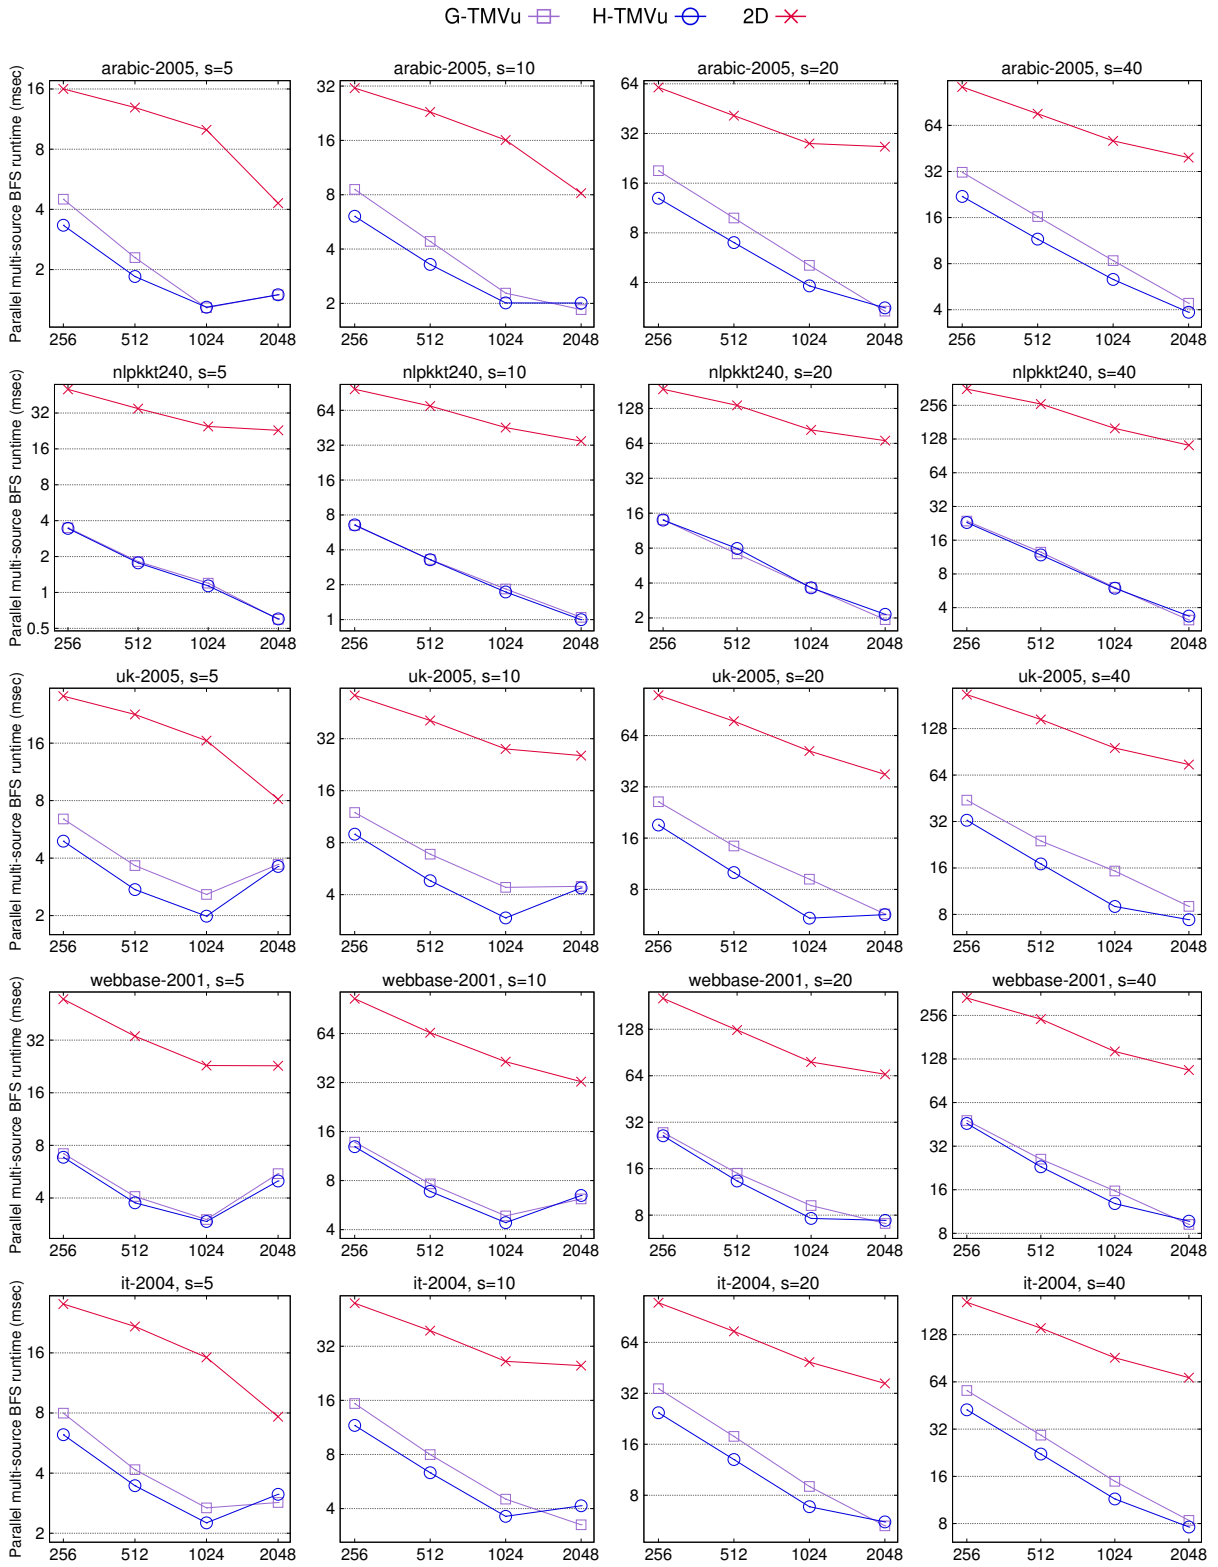 G-TMVu H-TMVu 2D
arabic-2005, s=5 arabic-2005, s=10 arabic-2005, s=20 arabic-2005, s=40
Parallel multi-source BFS runtime (msec)
16 8 4 2
32 16 8 4 2
64 32 16 8 4
64 32 16 8 4
256 512 1024 2048 256 512 1024 2048 256 512 1024 2048 256 512 1024 2048
nlpkkt240, s=5 nlpkkt240, s=10 nlpkkt240, s=20 nlpkkt240, s=40
Parallel multi-source BFS runtime (msec)
32 16 8 4 2 1 0.5
64 32 16 8 4 2 1
128 64 32 16 8 4 2
256 128 64 32 16 8 4
256 512 1024 2048 256 512 1024 2048 256 512 1024 2048 256 512 1024 2048
uk-2005, s=5 uk-2005, s=10 uk-2005, s=20 uk-2005, s=40
Parallel multi-source BFS runtime (msec)
16 8 4 2
32 16 8 4
64 32 16 8
128 64 32 16 8
256 512 1024 2048 256 512 1024 2048 256 512 1024 2048 256 512 1024 2048
webbase-2001, s=5 webbase-2001, s=10 webbase-2001, s=20 webbase-2001, s=40
Parallel multi-source BFS runtime (msec)
32 16 8 4
64 32 16 8 4
128 64 32 16 8
256 128 64 32 16 8
256 512 1024 2048 256 512 1024 2048 256 512 1024 2048 256 512 1024 2048
it-2004, s=5 it-2004, s=10 it-2004, s=20 it-2004, s=40
Parallel multi-source BFS runtime (msec)
16 8 4 2
32 16 8 4
64 32 16 8
128 64 32 16 8
256 512 1024 2048 256 512 1024 2048 256 512 1024 2048 256 512 1024 2048